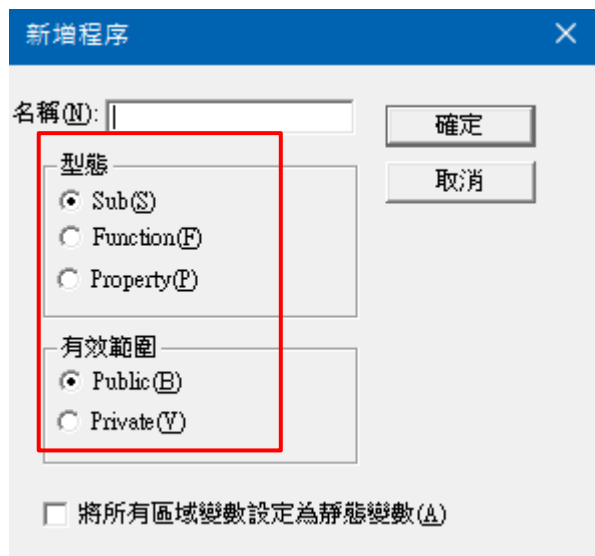 新增程序
名稱(N):
確定
取消
型態
Sub(S)
Function(F)
Property(P)
有效範圍
Public(B)
Private(V)
將所有區域變數設定為靜態變數(A)